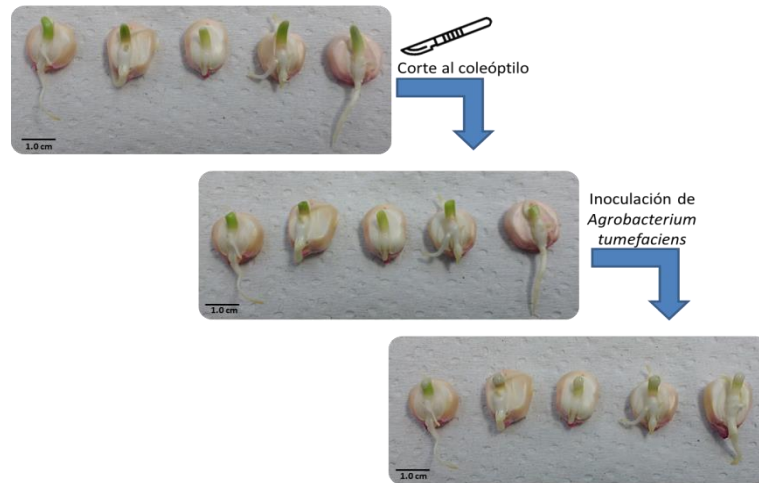 Corte al coleóptilo
1.0 cm
Inoculación de
Agrobacterium
tumefaciens
1.0 cm
1.0 cm